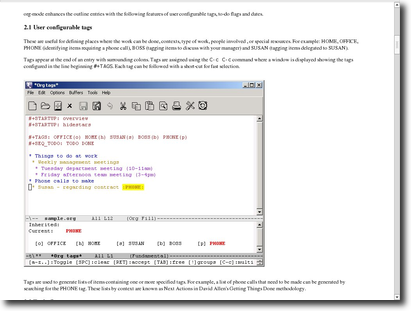 org-mode enhances the outline entries with the following features of user configurable tags, to-do flags and dates.
2.1 User configurable tags
These are useful for defining places where the work can be done, contexts, type of work, people involved , or special resources. For example: HOME, OFFICE,
PHONE (identifying items requiring a phone call), BOSS (tagging items to discuss with your manager) and SUSAN (tagging items delegated to SUSAN).
Tags appear at the end of an entry with surrounding colons. Tags are assigned using the C-c C-c command where a window is displayed showing the tags
configured in the line beginning #+TAGS. Each tag can be followed with a short-cut for fast selection.
*Org tags*
File Edit Options Buffers Tools Help
#+STARTUP: overview
#+STARTUP: hidestars
#+TAGS: OFFICE(o) HOME(h) SUSAN(s) BOSS(b) PHONE(p)
#+SEQ_TODO: TODO DONE
* Things to do at work
* Weekly management meetings
* Tuesday department meeting (10-11am)
* Friday afternoon team meeting (3-4pm)
* Phone calls to make
* Susan - regarding contract :PHONE:
-\-- sample.org All L12 (Org Fill)
Inherited:
Current: PHONE
[o] OFFICE [h] HOME [s] SUSAN [b] BOSS [p] PHONE
*Org tags* All L1 (Fundamental)
[a-z..]:Toggle [SPC]:clear [RET]:accept [TAB]:free [!]groups [C-c]:multi
Tags are used to generate lists of items containing one or more specified tags. For example, a list of phone calls that need to be made can be generated by
searching for the PHONE tag. These lists by context are known as Next Actions in David Allen's Getting Things Done methodology.